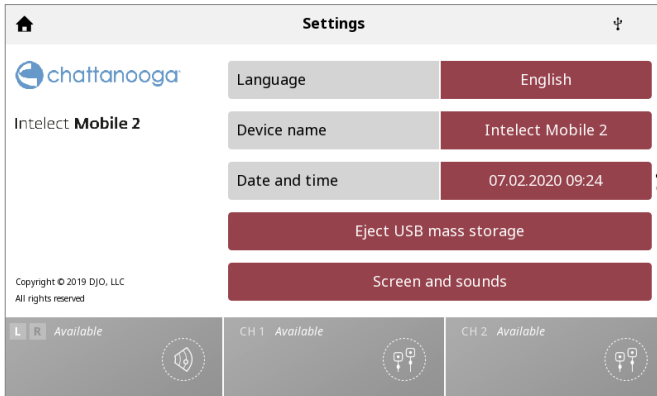 Settings
chattanooga
Intelect Mobile 2
Language English
Device name Intelect Mobile 2
Date and time 07.02.2020 09:24
Eject USB mass storage
Screen and sounds
Copyright © 2019 DJO, LLC
All rights reserved
L R Available
CH 1 Available
CH 2 Available